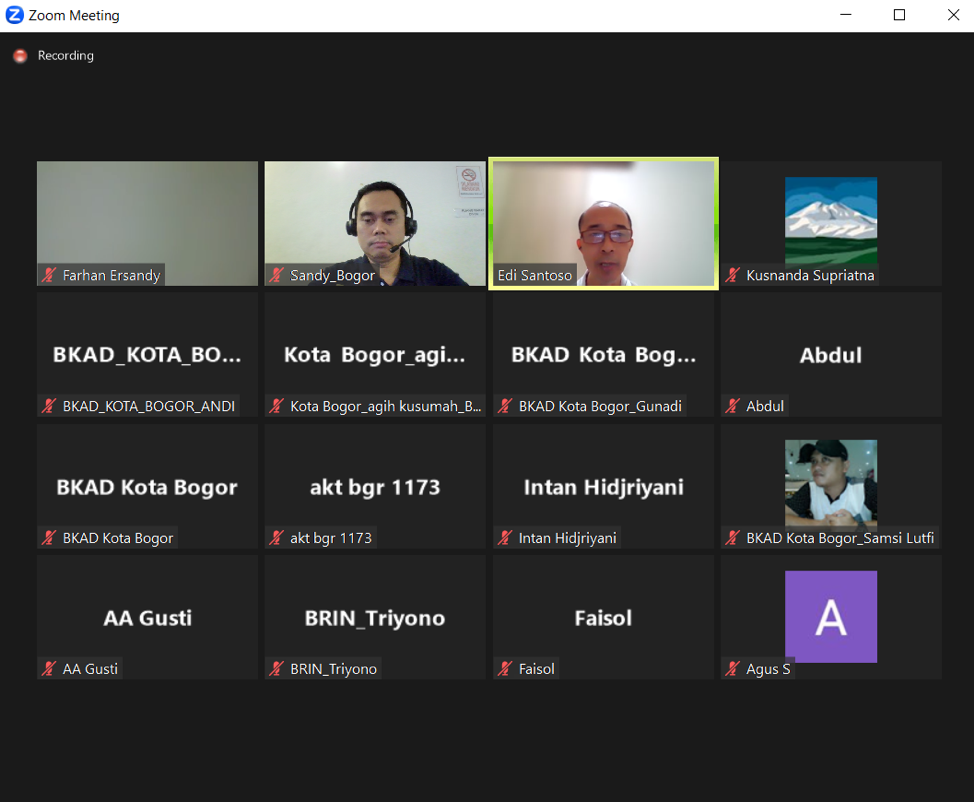 Zoom Meeting
Recording
Farhan Ersandy
Sandy_Bogor
Edi Santoso
Kusnanda Supriatna
BKAD_KOTA_BO...
BKAD_KOTA_BOGOR_ANDI
Kota Bogor_agi...
Kota Bogor_agih kusumah_B...
BKAD Kota Bog...
BKAD Kota Bogor_Gunadi
Abdul
Abdul
BKAD Kota Bogor
BKAD Kota Bogor
akt bgr 1173
akt bgr 1173
Intan Hidjriyani
Intan Hidjriyani
BKAD Kota Bogor_Samsi Lutfi
AA Gusti
AA Gusti
BRIN_Triyono
BRIN_Triyono
Faisol
Faisol
A
Agus S